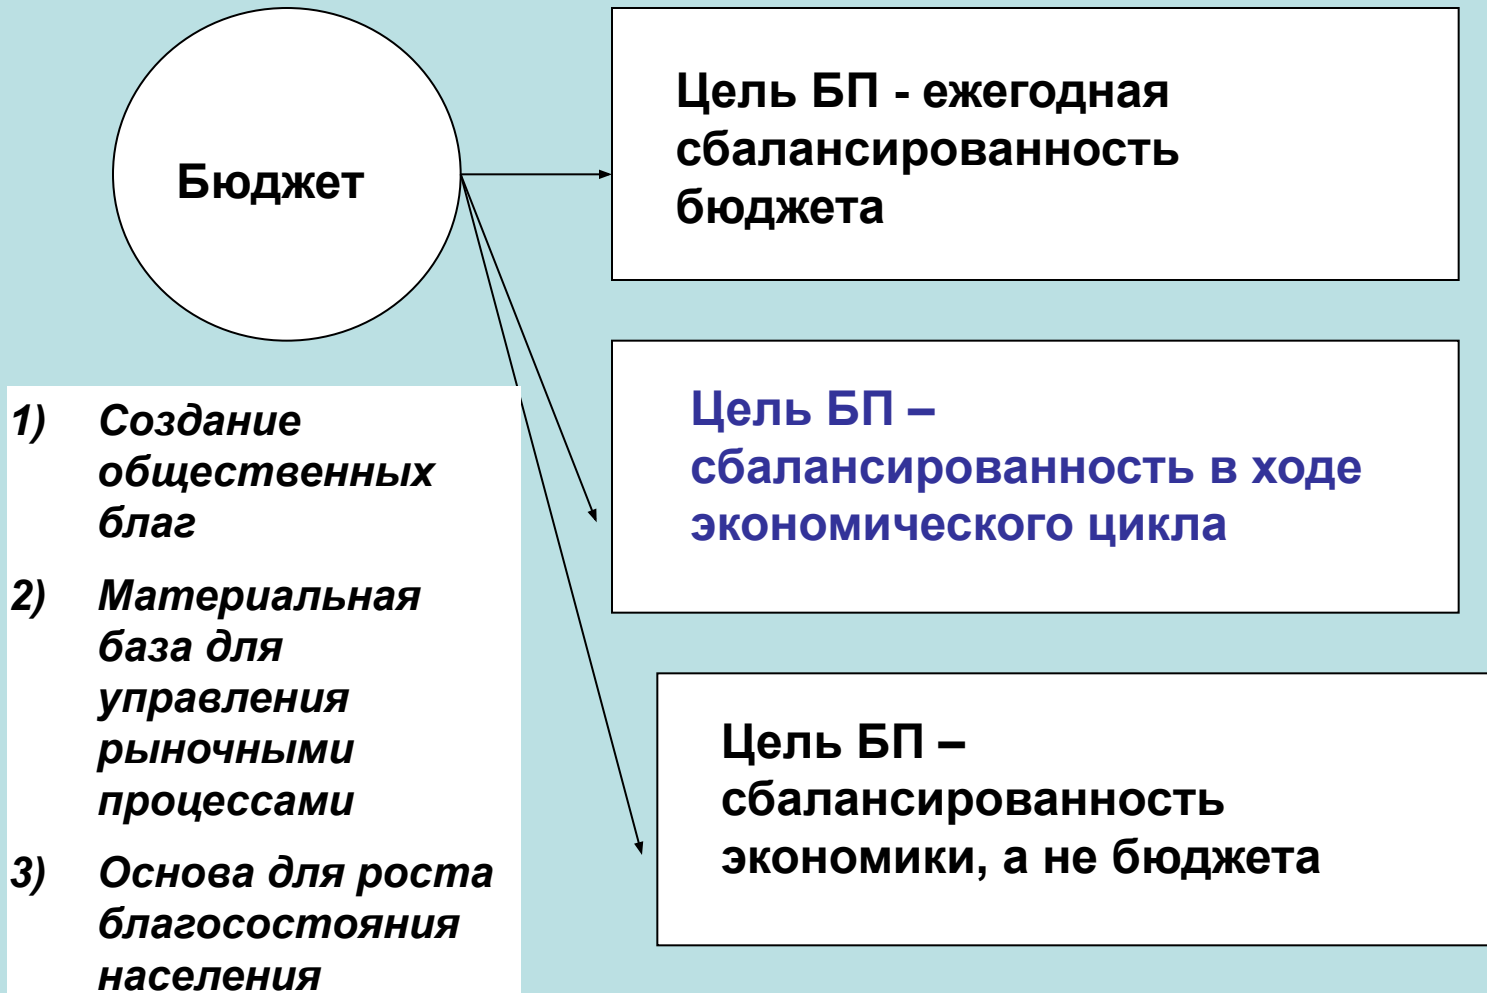 Бюджет
Цель БП - ежегодная
сбалансированность
бюджета
Цель БП –
сбалансированность в ходе
экономического цикла
Цель БП –
сбалансированность
экономики, а не бюджета
1) Создание
общественных
благ
2) Материальная
база для
управления
рыночными
процессами
3) Основа для роста
благосостояния
населения